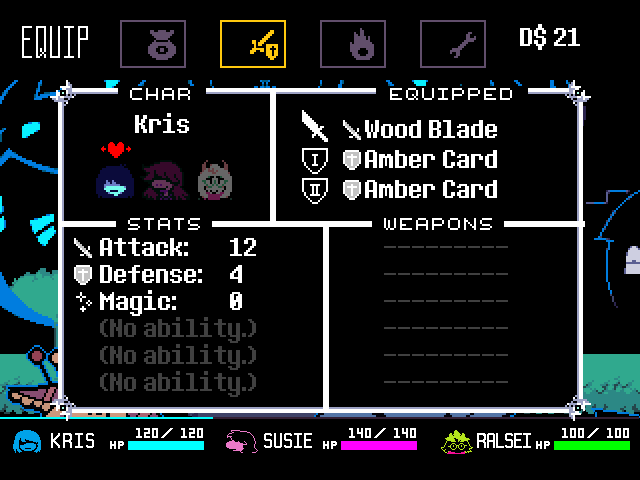 EQUIP
D$ 21
CHAR
Kris
EQUIPPED
Wood Blade
I Amber Card
II Amber Card
STATS
Attack: 12
Defense: 4
Magic: 0
(No ability.)
(No ability.)
(No ability.)
WEAPONS
---------
---------
---------
---------
---------
---------
KRIS HP 120/120
SUSIE HP 140/140
RALSEI HP 100/100